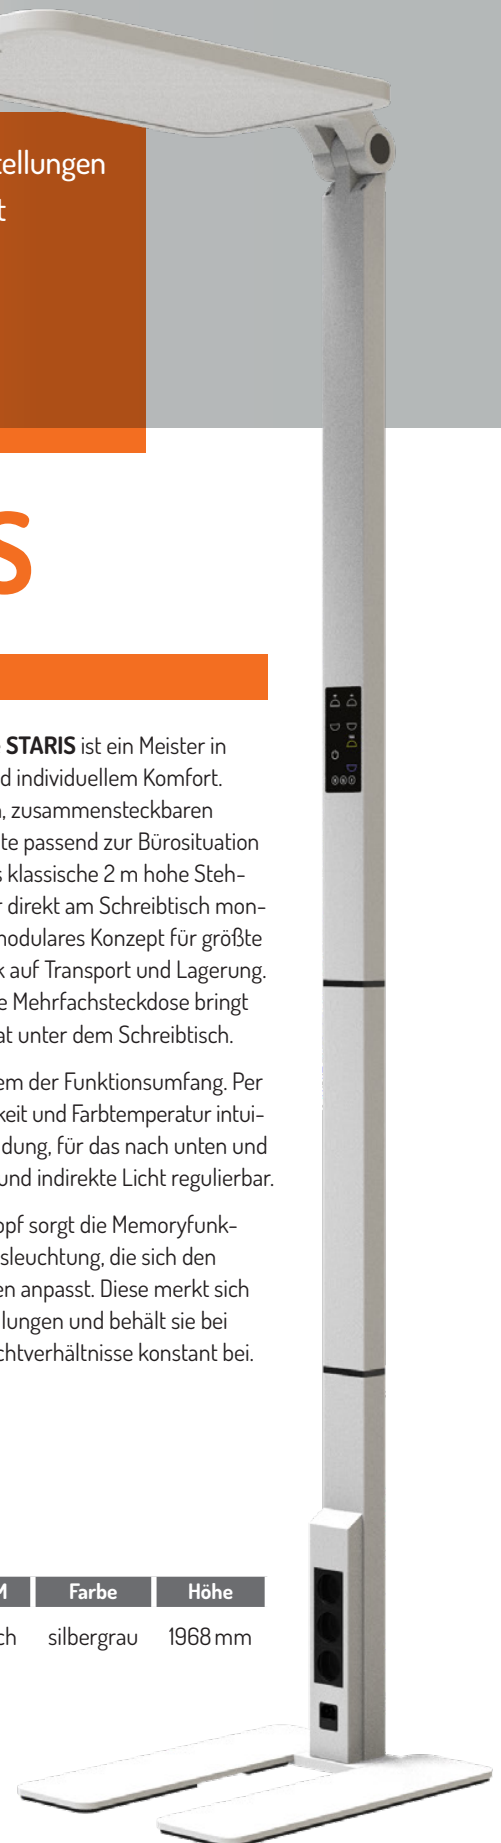 tellungen
t
S
STARIS ist ein Meister in
d individuellem Komfort.
, zusammensteckbaren
te passend zur Bürosituation
s klassische 2 m hohe Steh-
r direkt am Schreibtisch mon-
modulares Konzept für größte
k auf Transport und Lagerung.
e Mehrfachsteckdose bringt
at unter dem Schreibtisch.
em der Funktionsumfang. Per
keit und Farbtemperatur intui-
dung, für das nach unten und
und indirekte Licht regulierbar.
opf sorgt die Memoryfunk-
sleuchtung, die sich den
en anpasst. Diese merkt sich
llungen und behält sie bei
chtverhältnisse konstant bei.
M Farbe Höhe
ch silbergrau 1968 mm